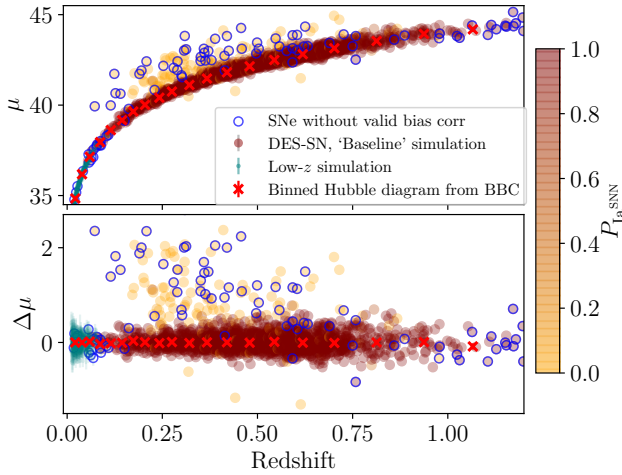 45
40
35
μ
SNe without valid bias corr
DES-SN, ‘Baseline’ simulation
Low-z simulation
Binned Hubble diagram from BBC
2
0
Δμ
0.00 0.25 0.50 0.75 1.00
Redshift
1.0
0.8
0.6
0.4
0.2
0.0
P_Ia^SNN